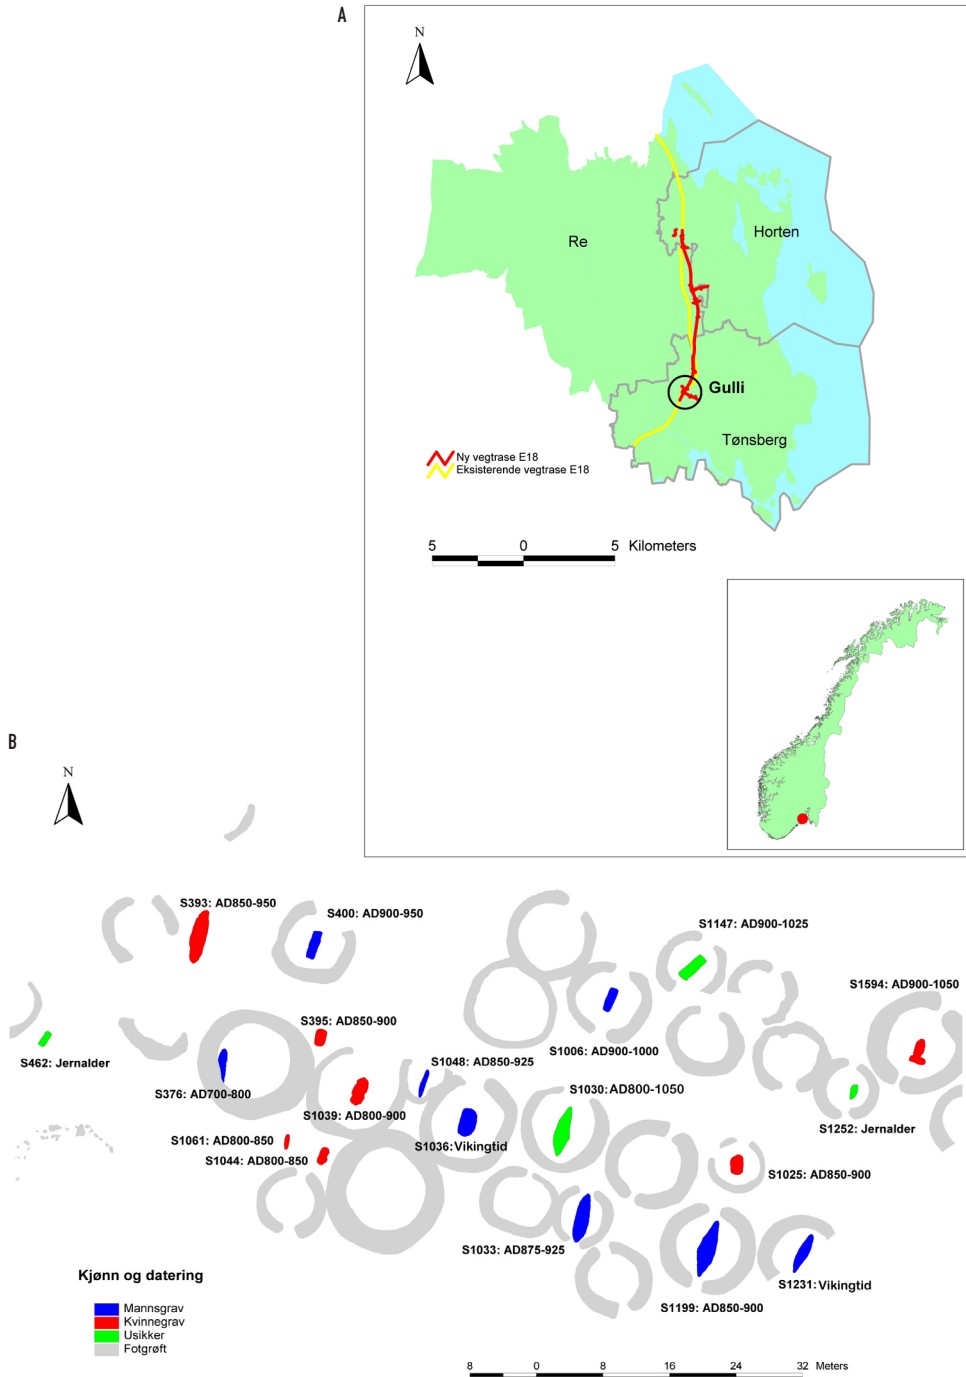 A
N
Horten
Re
Gulli
Tønsberg
Ny vegtrase E18
Eksisterende vegtrase E18
5 0 5 Kilometers
B
N
S393: AD850-950
S400: AD900-950
S1147: AD900-1025
S1594: AD900-1050
S395: AD850-900
S462: Jernalder
S1048: AD850-925
S1006: AD900-1000
S376: AD700-800
S1030: AD800-1050
S1039: AD800-900
S1252: Jernalder
S1061: AD800-850
S1036: Vikingtid
S1044: AD800-850
S1025: AD850-900
S1033: AD875-925
S1231: Vikingtid
S1199: AD850-900
Kjønn og datering
Mannsgrav
Kvinnegrav
Usikker
Fotgrøft
8 0 8 16 24 32 Meters